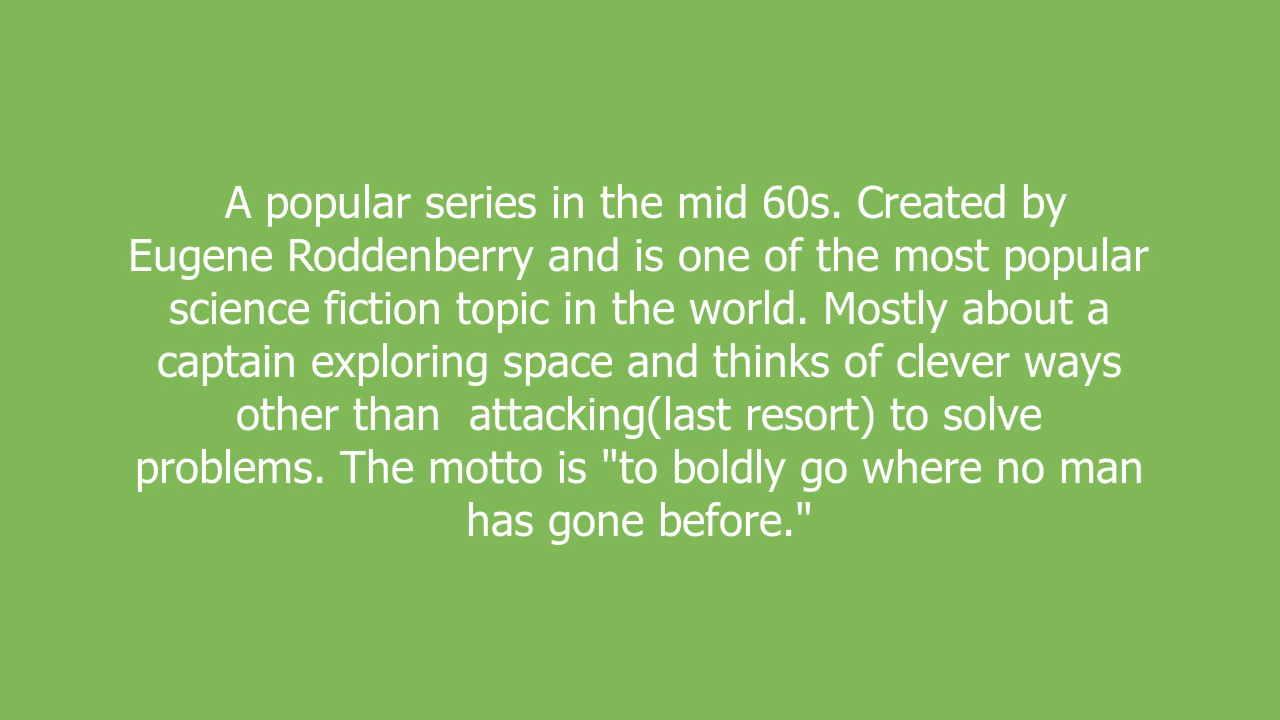 A popular series in the mid 60s. Created by
Eugene Roddenberry and is one of the most popular
science fiction topic in the world. Mostly about a
captain exploring space and thinks of clever ways
other than  attacking(last resort) to solve
problems. The motto is "to boldly go where no man
has gone before."